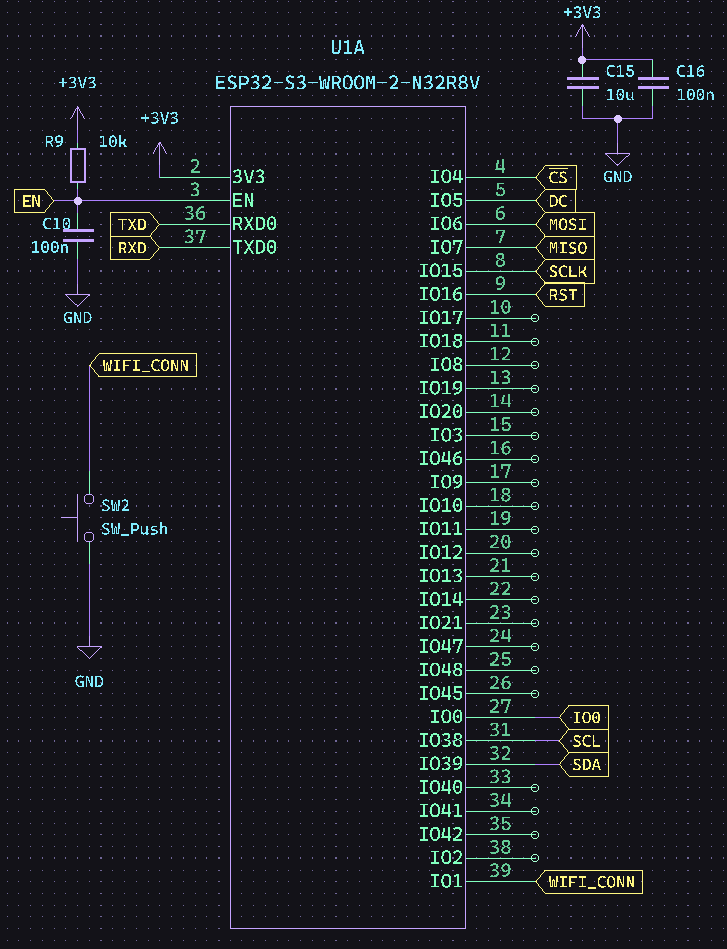 +3V3
U1A
ESP32-S3-WROOM-2-N32R8V
C15
10u
C16
100n
GND
+3V3
R9
10k
+3V3
EN
C10
100n
GND
TXD
RXD
2
3V3
3
EN
36
RXD0
37
TXD0
WIFI_CONN
SW2
SW_Push
GND
IO4 4 CS
IO5 5 DC
IO6 6 MOSI
IO7 7 MISO
IO15 8 SCLK
IO16 9 RST
IO17 10
IO18 11
IO8 12
IO19 13
IO20 14
IO3 15
IO46 16
IO9 17
IO10 18
IO11 19
IO12 20
IO13 21
IO14 22
IO21 23
IO47 24
IO48 25
IO45 26
IO0 27 IO0
IO38 31 SCL
IO39 32 SDA
IO40 33
IO41 34
IO42 35
IO2 38
IO1 39 WIFI_CONN